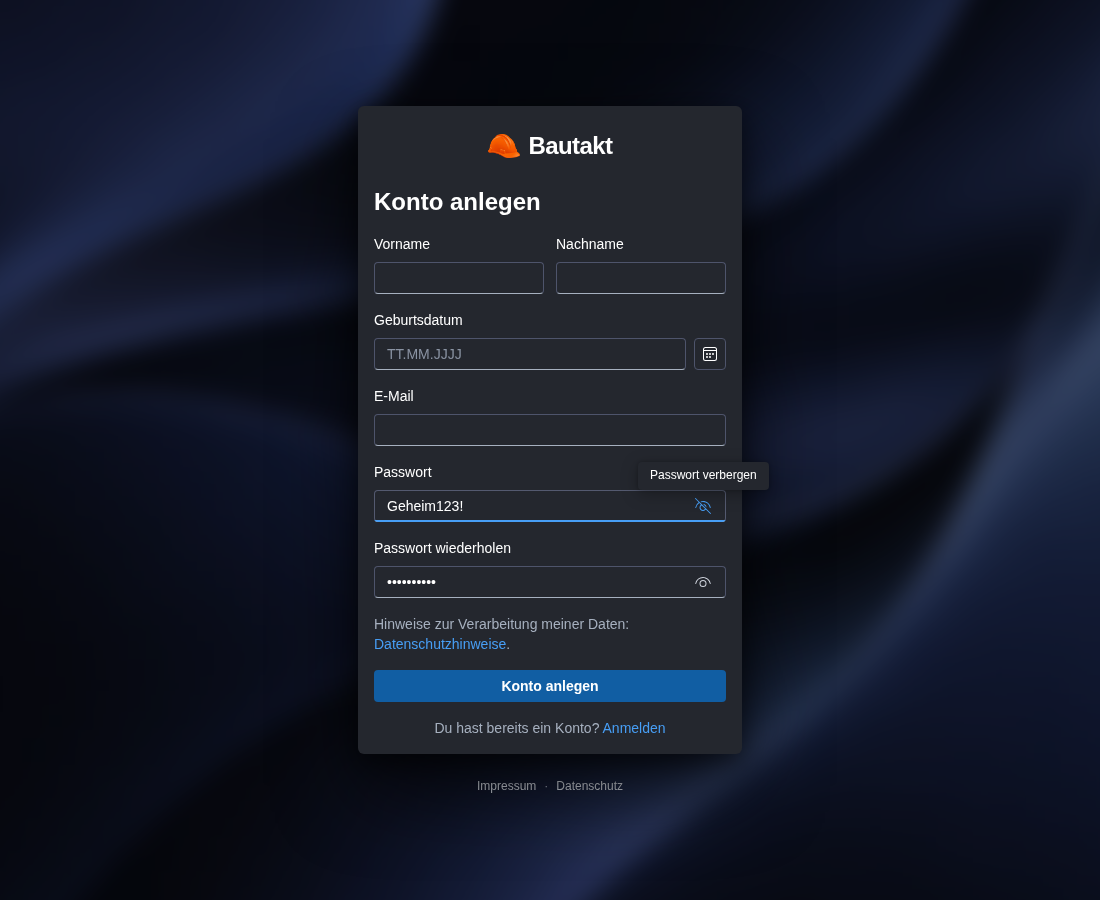 Bautakt
Konto anlegen
Vorname Nachname
Geburtsdatum
TT.MM.JJJJ
E-Mail
Passwort
Passwort verbergen
Geheim123!
Passwort wiederholen
••••••••••
Hinweise zur Verarbeitung meiner Daten:
Datenschutzhinweise.
Konto anlegen
Du hast bereits ein Konto? Anmelden
Impressum · Datenschutz